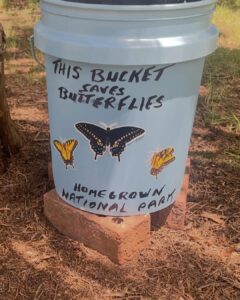 THIS BUCKET
SAVES
BUTTERFLIES
HOMEGROWN
NATIONAL PARK